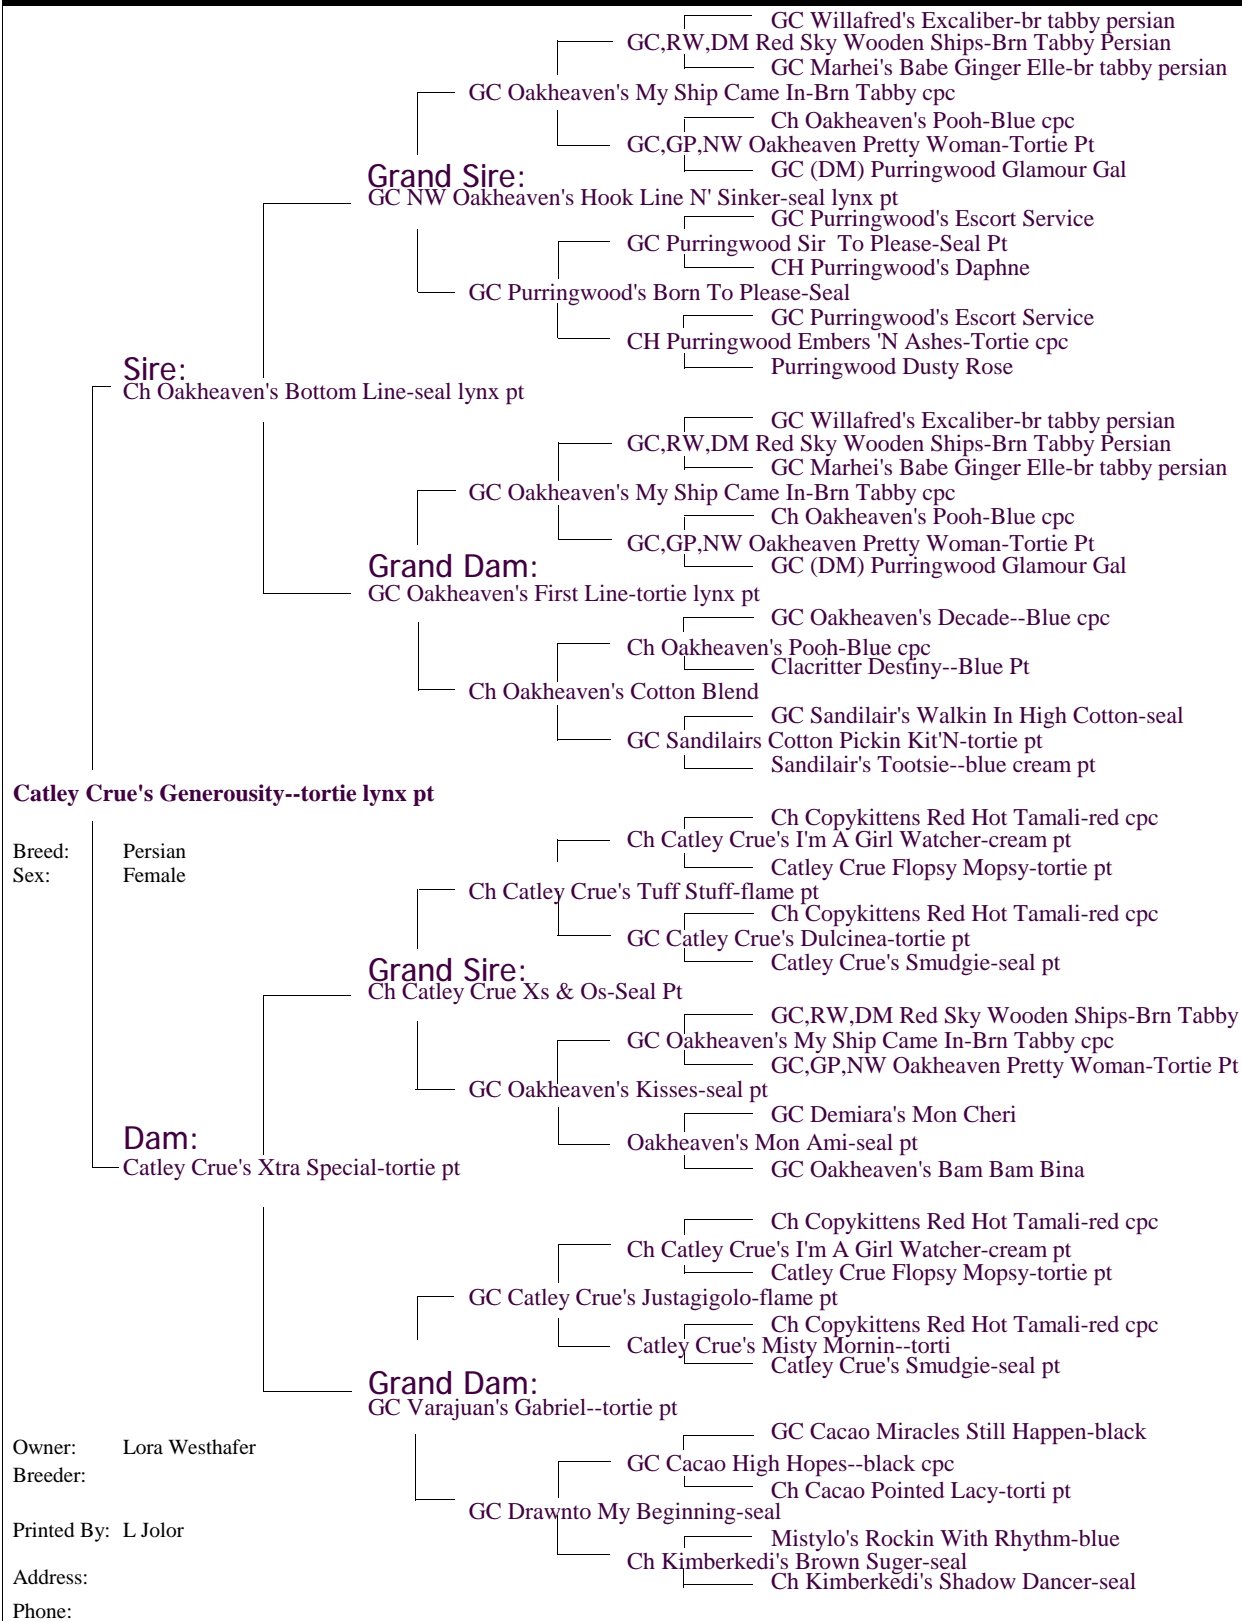 GC Willafred's Excaliber-br tabby persian
GC,RW,DM Red Sky Wooden Ships-Brn Tabby Persian
GC Marhei's Babe Ginger Elle-br tabby persian
GC Oakheaven's My Ship Came In-Brn Tabby cpc
Ch Oakheaven's Pooh-Blue cpc
GC,GP,NW Oakheaven Pretty Woman-Tortie Pt
GC (DM) Purringwood Glamour Gal
Grand Sire:
GC NW Oakheaven's Hook Line N' Sinker-seal lynx pt
GC Purringwood's Escort Service
GC Purringwood Sir  To Please-Seal Pt
CH Purringwood's Daphne
GC Purringwood's Born To Please-Seal
GC Purringwood's Escort Service
CH Purringwood Embers 'N Ashes-Tortie cpc
Purringwood Dusty Rose
Sire:
Ch Oakheaven's Bottom Line-seal lynx pt
GC Willafred's Excaliber-br tabby persian
GC,RW,DM Red Sky Wooden Ships-Brn Tabby Persian
GC Marhei's Babe Ginger Elle-br tabby persian
GC Oakheaven's My Ship Came In-Brn Tabby cpc
Ch Oakheaven's Pooh-Blue cpc
GC,GP,NW Oakheaven Pretty Woman-Tortie Pt
GC (DM) Purringwood Glamour Gal
Grand Dam:
GC Oakheaven's First Line-tortie lynx pt
GC Oakheaven's Decade--Blue cpc
Ch Oakheaven's Pooh-Blue cpc
Clacritter Destiny--Blue Pt
Ch Oakheaven's Cotton Blend
GC Sandilair's Walkin In High Cotton-seal
GC Sandilairs Cotton Pickin Kit'N-tortie pt
Sandilair's Tootsie--blue cream pt
Catley Crue's Generousity--tortie lynx pt
Breed: Persian
Sex: Female
Ch Copykittens Red Hot Tamali-red cpc
Ch Catley Crue's I'm A Girl Watcher-cream pt
Catley Crue Flopsy Mopsy-tortie pt
Ch Catley Crue's Tuff Stuff-flame pt
Ch Copykittens Red Hot Tamali-red cpc
GC Catley Crue's Dulcinea-tortie pt
Catley Crue's Smudgie-seal pt
Grand Sire:
Ch Catley Crue Xs & Os-Seal Pt
GC,RW,DM Red Sky Wooden Ships-Brn Tabby
GC Oakheaven's My Ship Came In-Brn Tabby cpc
GC,GP,NW Oakheaven Pretty Woman-Tortie Pt
GC Oakheaven's Kisses-seal pt
GC Demiara's Mon Cheri
Oakheaven's Mon Ami-seal pt
GC Oakheaven's Bam Bam Bina
Dam:
Catley Crue's Xtra Special-tortie pt
Ch Copykittens Red Hot Tamali-red cpc
Ch Catley Crue's I'm A Girl Watcher-cream pt
Catley Crue Flopsy Mopsy-tortie pt
GC Catley Crue's Justagigolo-flame pt
Ch Copykittens Red Hot Tamali-red cpc
Catley Crue's Misty Mornin--torti
Catley Crue's Smudgie-seal pt
Grand Dam:
GC Varajuan's Gabriel--tortie pt
GC Cacao Miracles Still Happen-black
GC Cacao High Hopes--black cpc
Ch Cacao Pointed Lacy-torti pt
GC Drawnto My Beginning-seal
Mistylo's Rockin With Rhythm-blue
Ch Kimberkedi's Brown Suger-seal
Ch Kimberkedi's Shadow Dancer-seal
Owner: Lora Westhafer
Breeder:
Printed By: L Jolor
Address:
Phone: